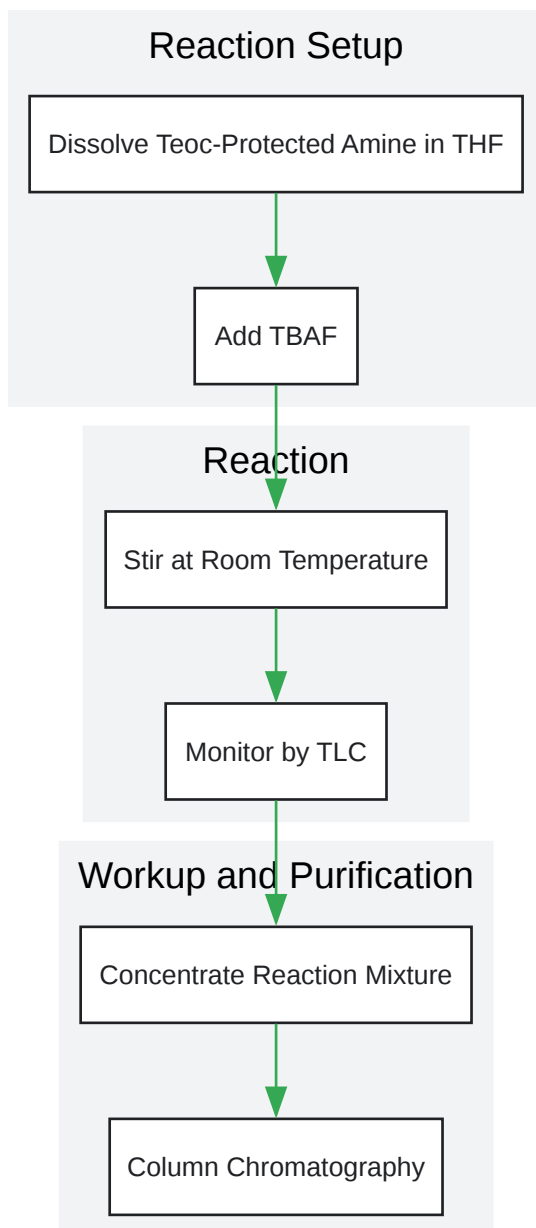 Reaction Setup
Dissolve Teoc-Protected Amine in THF
Add TBAF
Reaction
Stir at Room Temperature
Monitor by TLC
Workup and Purification
Concentrate Reaction Mixture
Column Chromatography